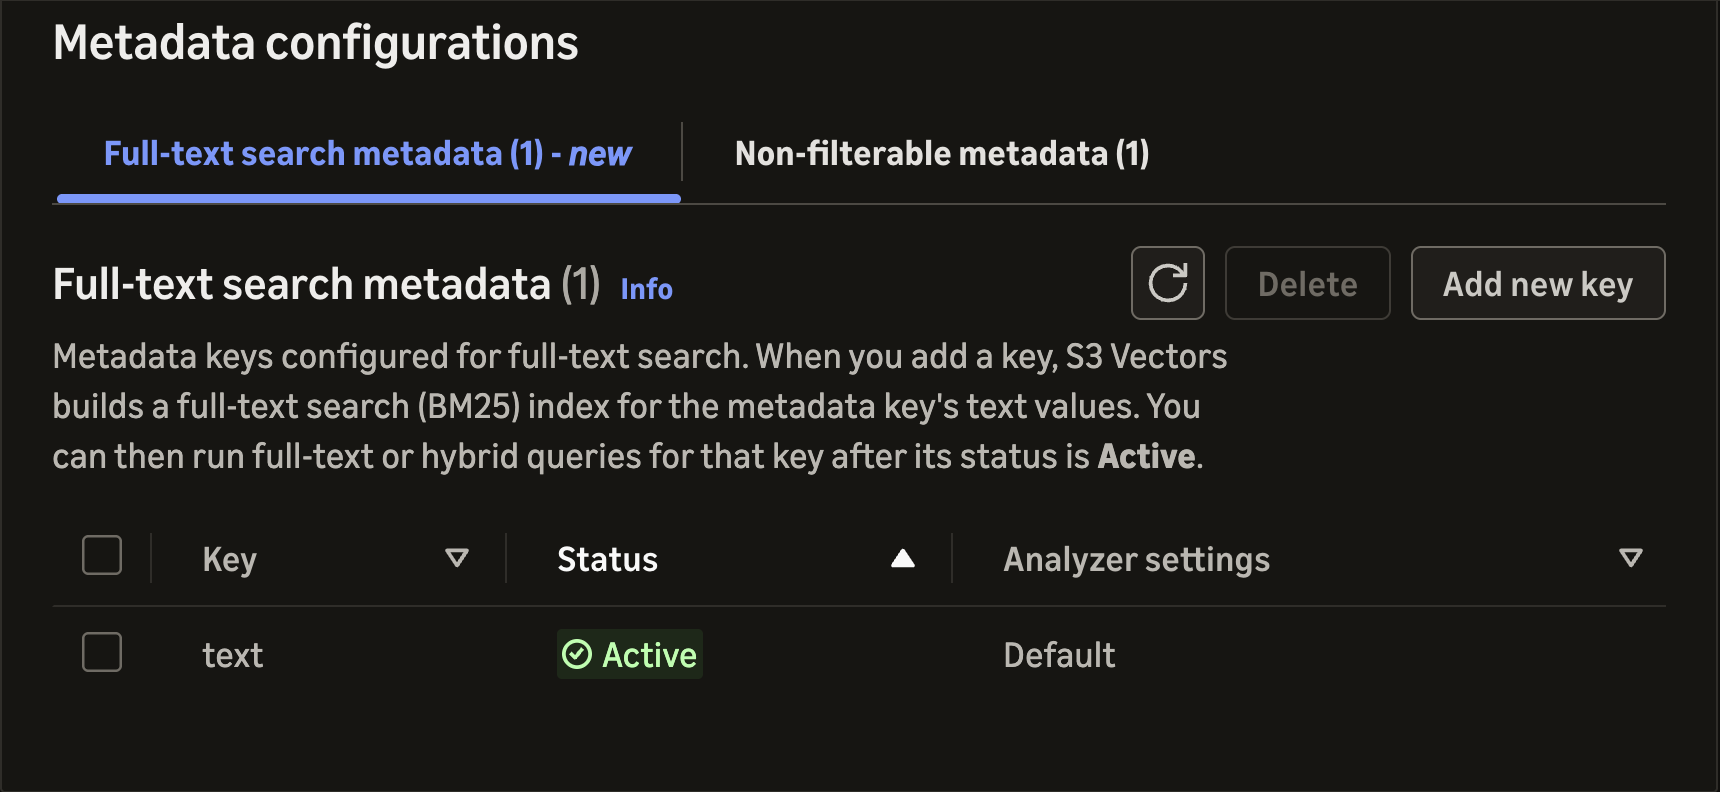 Metadata configurations
Full-text search metadata (1) - new
Non-filterable metadata (1)
Full-text search metadata (1) Info
Delete
Add new key
Metadata keys configured for full-text search. When you add a key, S3 Vectors
builds a full-text search (BM25) index for the metadata key's text values. You
can then run full-text or hybrid queries for that key after its status is Active.
Key Status Analyzer settings
text Active Default